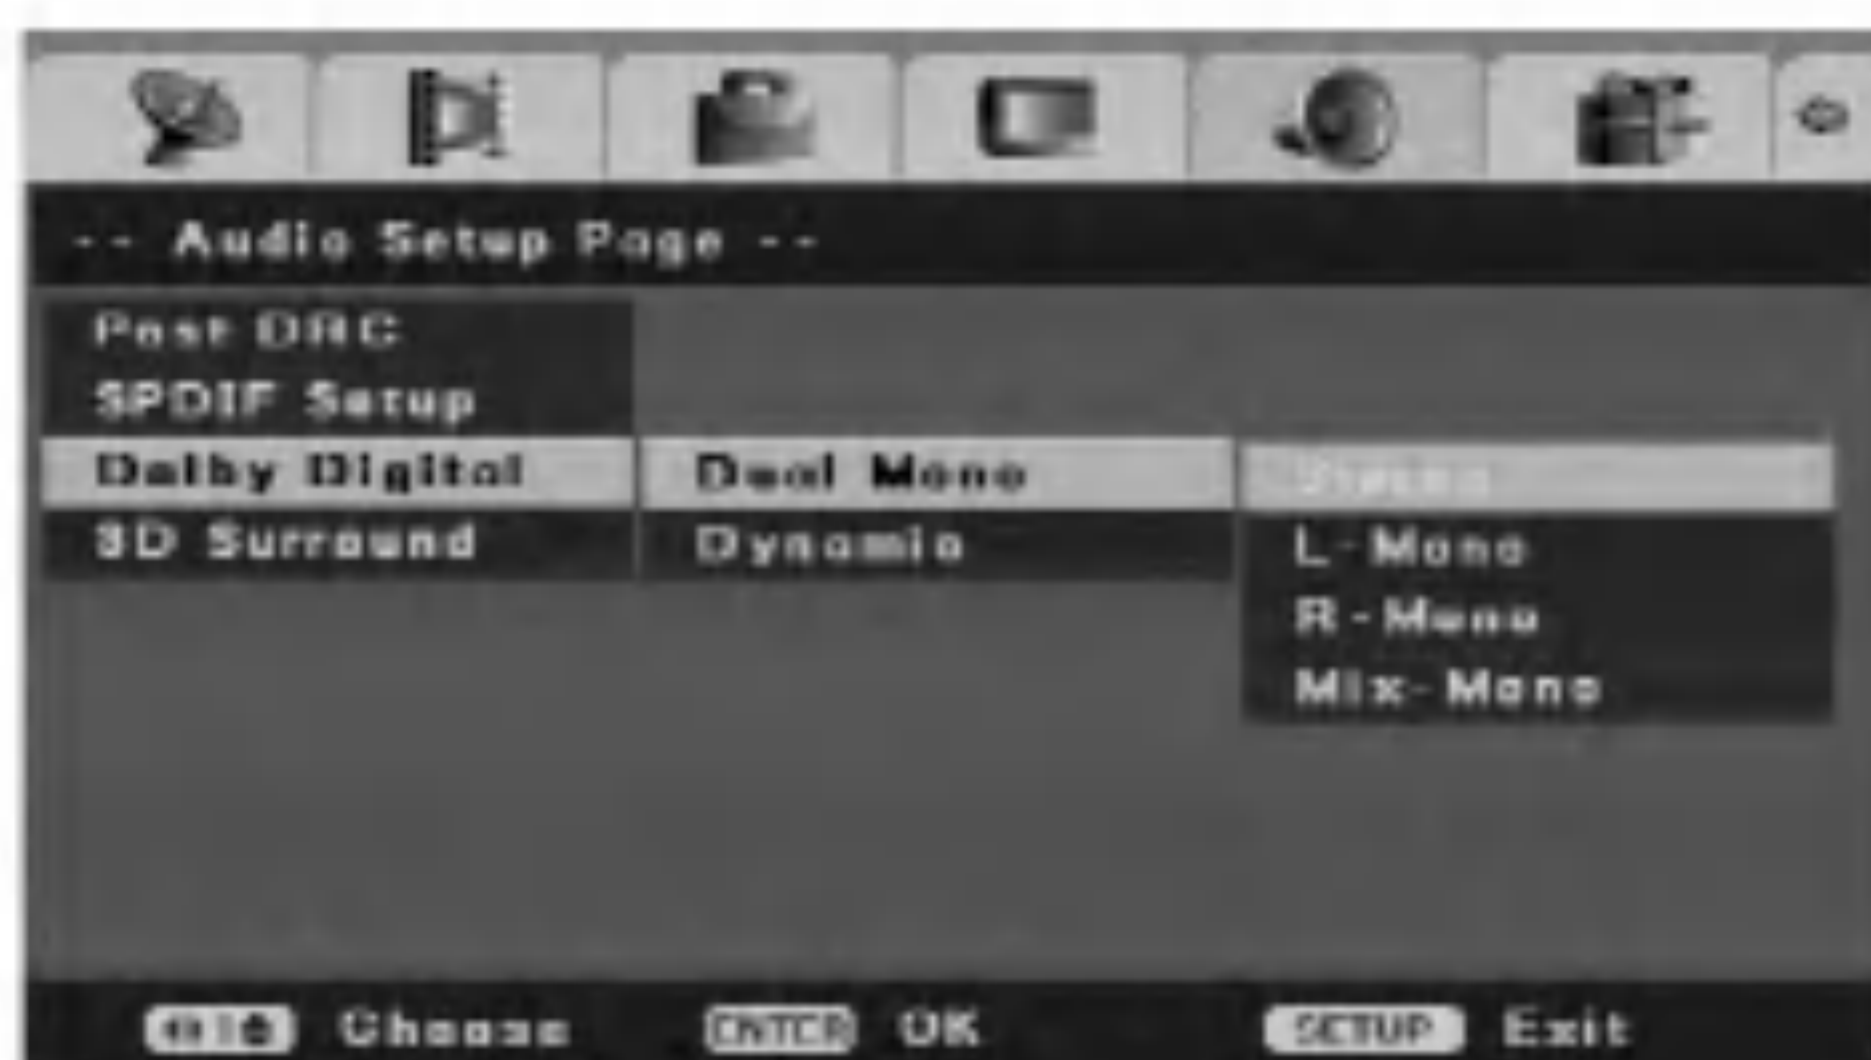 -- Audio Setup Page --
Post DRC
SPDIF Setup
Dolby Digital
Dual Mono
Stereo
3D Surround
Dynamic
L-Mono
R-Mono
Mix-Mono
Choose
ENTER OK
SETUP Exit